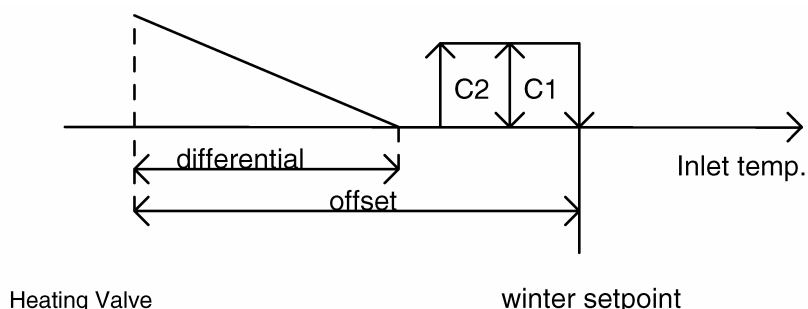 C2 C1
differential
Inlet temp.
offset
Heating Valve
winter setpoint